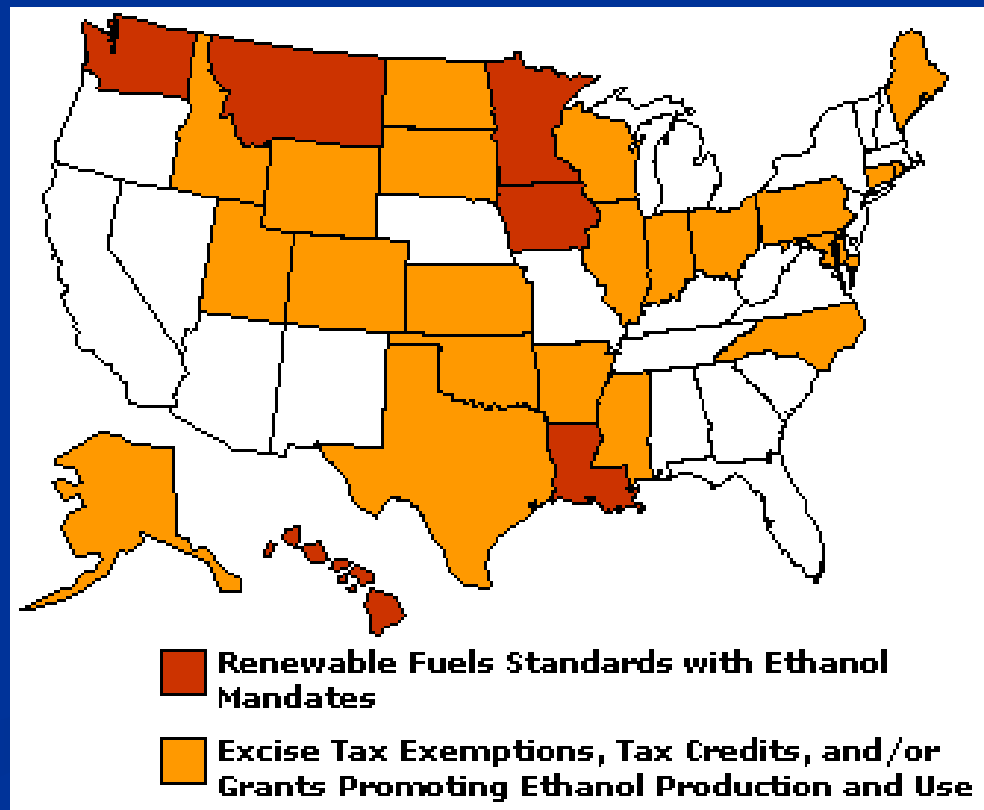 Renewable Fuels Standards with Ethanol
Mandates
Excise Tax Exemptions, Tax Credits, and/or
Grants Promoting Ethanol Production and Use